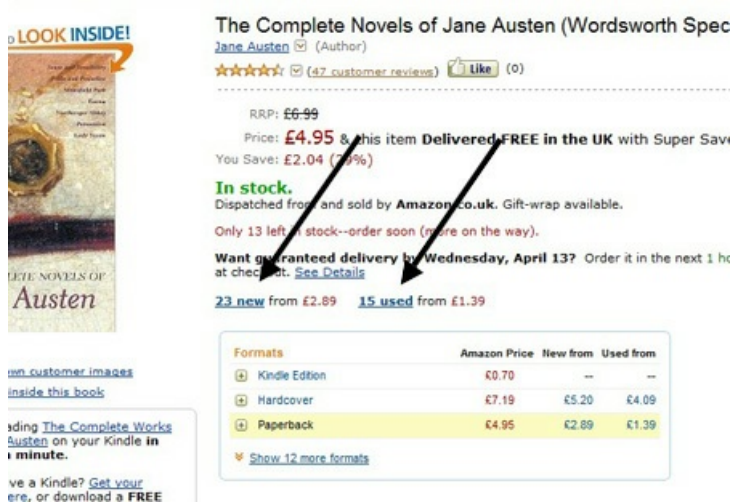 LOOK INSIDE!
Austen
own customer images
inside this book
ading The Complete Works
Austen on your Kindle in
minute.
ve a Kindle? Get your
ere, or download a FREE
The Complete Novels of Jane Austen (Wordsworth Spec
Jane Austen (Author)
(47 customer reviews) Like (0)
RRP: £6.99
Price: £4.95 & this item Delivered FREE in the UK with Super Save
You Save: £2.04 (29%)
In stock.
Dispatched from and sold by Amazon.co.uk. Gift-wrap available.
Only 13 left in stock--order soon (more on the way).
Want guaranteed delivery by Wednesday, April 13? Order it in the next 1 ho
at checkout. See Details
23 new from £2.89 15 used from £1.39
Formats Amazon Price New from Used from
Kindle Edition £0.70 -- --
Hardcover £7.19 £5.20 £4.09
Paperback £4.95 £2.89 £1.39
Show 12 more formats